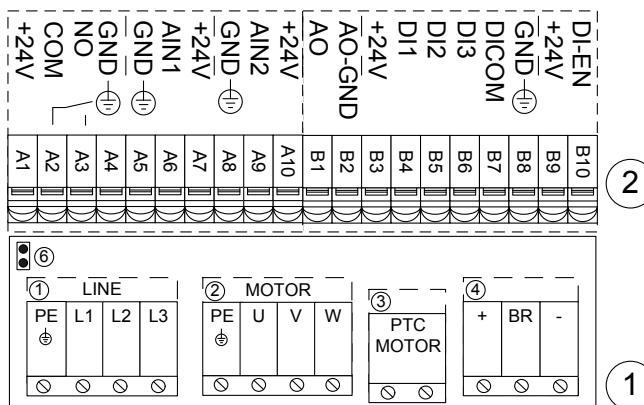 +24V COM NO GND GND AIN1 +24V GND AIN2 +24V AO AO-GND +24V DI1 DI2 DI3 DICOM GND +24V DI-EN
A1 A2 A3 A4 A5 A6 A7 A8 A9 A10 B1 B2 B3 B4 B5 B6 B7 B8 B9 B10
2
6
1 LINE 2 MOTOR 3 4
PE L1 L2 L3 PE U V W PTC MOTOR + BR -
1